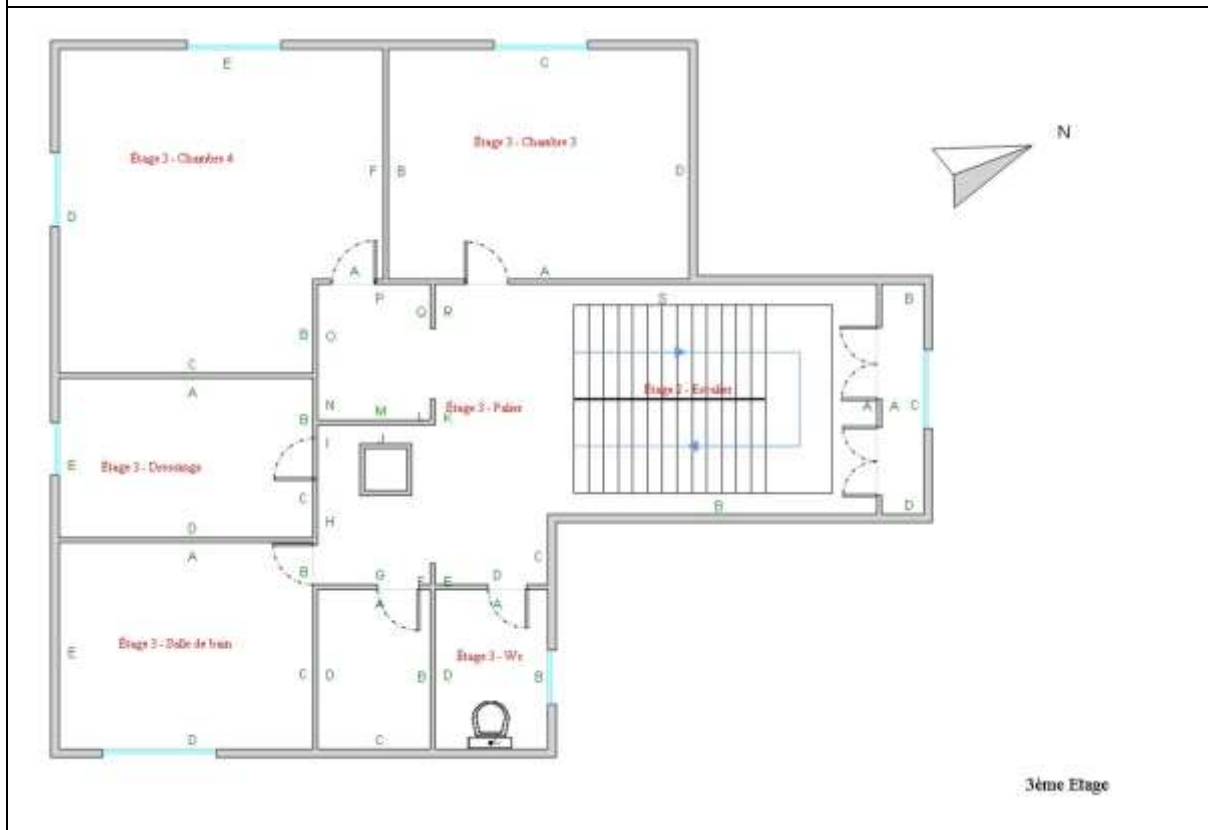 E
C
Étage 3 - Chambre 4
Étage 3 - Chambre 3
N
F
B
D
D
A
A
P
S
B
Q
R
B
O
C
A
Étage 2 - Escalier
N
M
L
K
Étage 3 - Palier
A
A
C
B
I
J
E
Étage 3 - Dressing
C
D
H
B
D
A
B
G
F
E
D
C
A
A
Étage 3 - Salle de bain
E
C
D
B
D
B
Étage 3 - Wc
D
C
3ème Etage